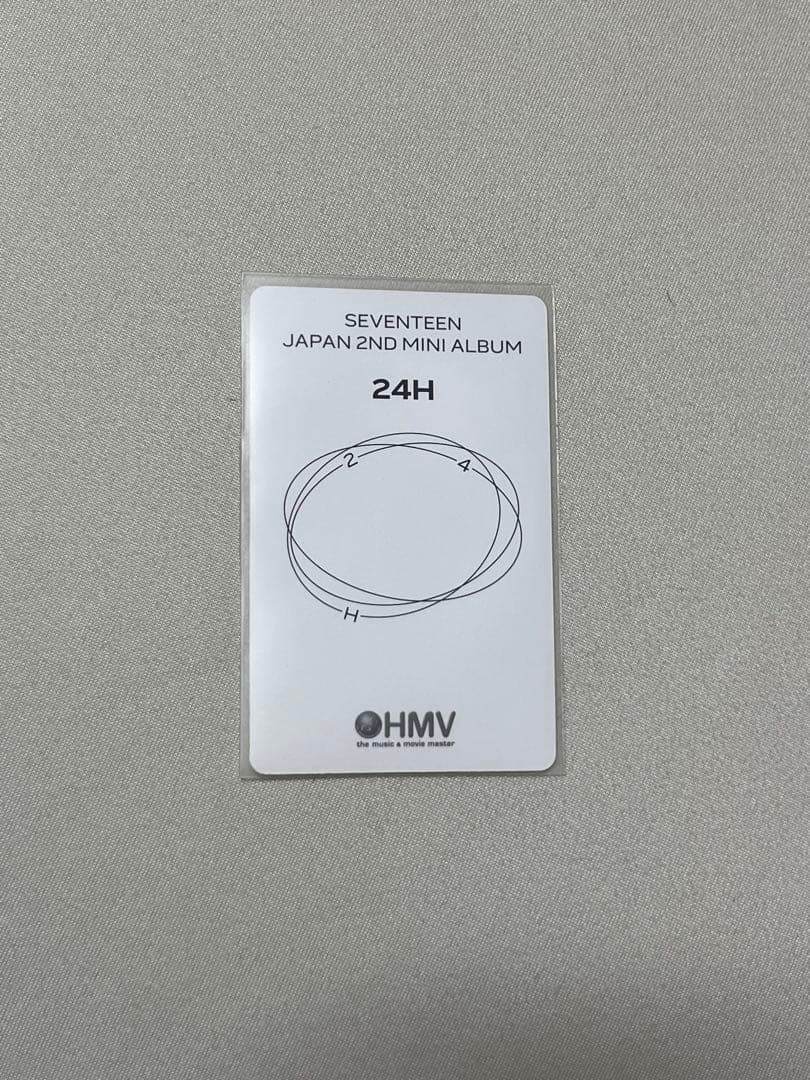 SEVENTEEN
JAPAN 2ND MINI ALBUM
24H
2
4
H
HMV
the music & movie master